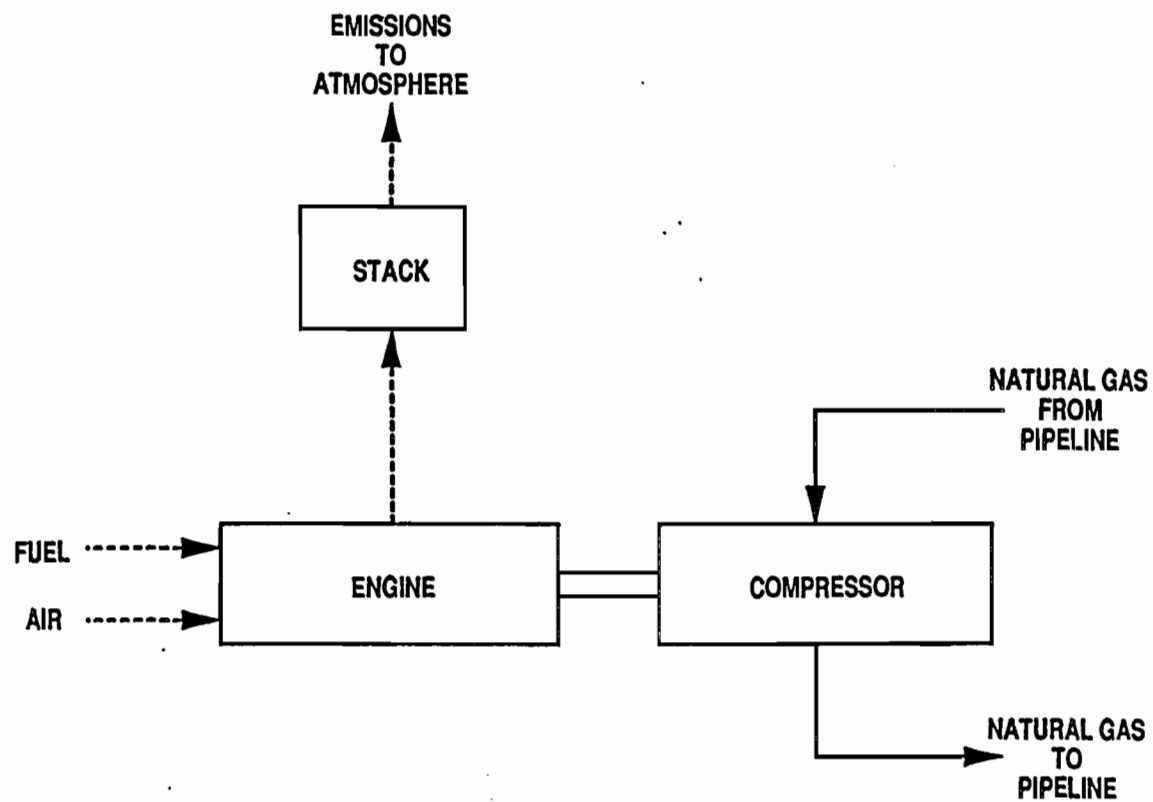 EMISSIONS
TO
ATMOSPHERE
STACK
NATURAL GAS
FROM
PIPELINE
FUEL
AIR
ENGINE
COMPRESSOR
NATURAL GAS
TO
PIPELINE